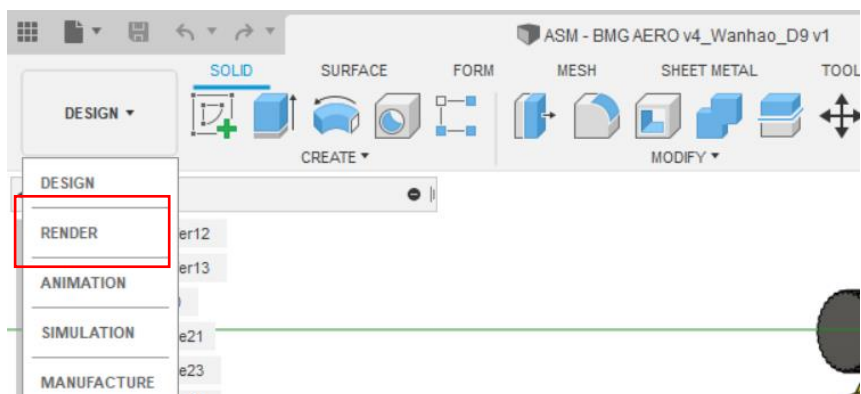 ASM - BMG AERO v4_Wanhao_D9 v1
SOLID SURFACE FORM MESH SHEET METAL TOOL
DESIGN
CREATE MODIFY
DESIGN
RENDER
er12
er13
ANIMATION
SIMULATION
e21
e23
MANUFACTURE